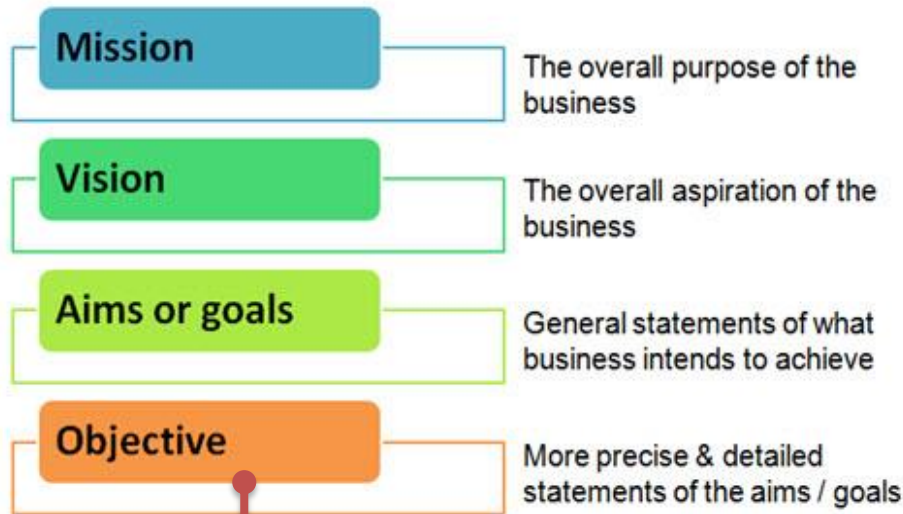 Mission
The overall purpose of the
business
Vision
The overall aspiration of the
business
Aims or goals
General statements of what
business intends to achieve
Objective
More precise & detailed
statements of the aims / goals